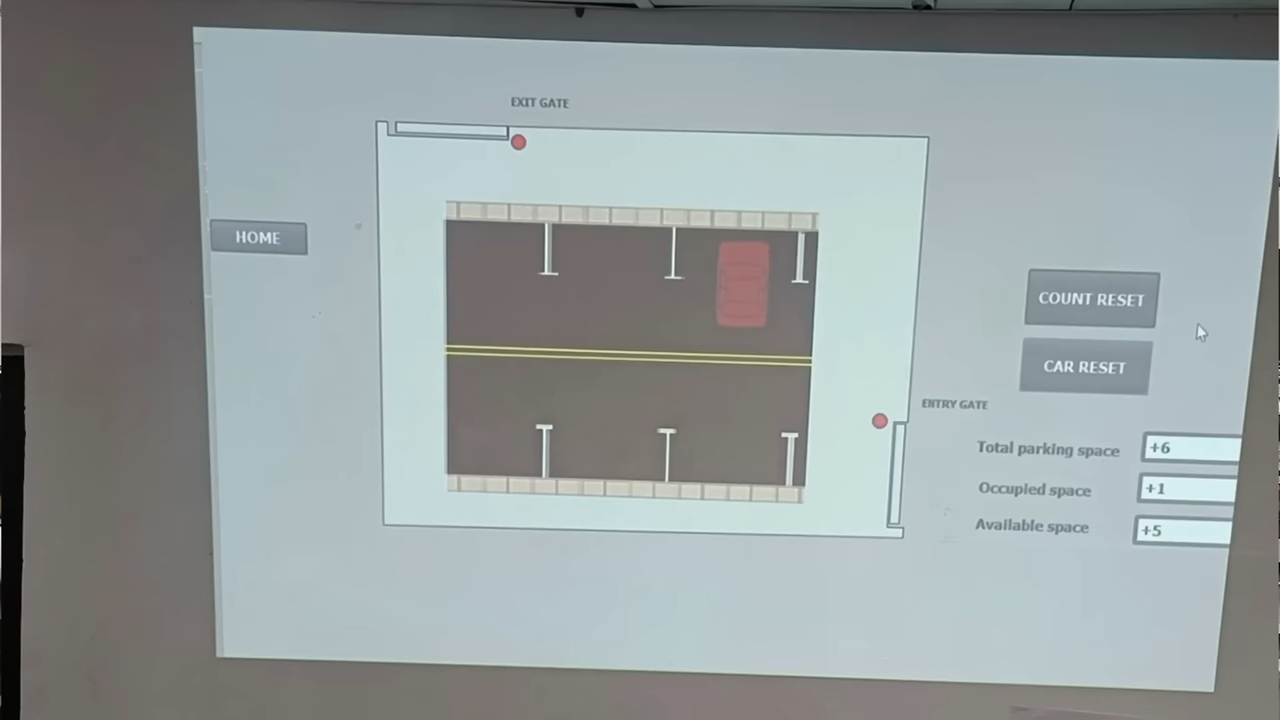 EXIT GATE
HOME
COUNT RESET
CAR RESET
ENTRY GATE
Total parking space +6
Occupied space +1
Available space +5